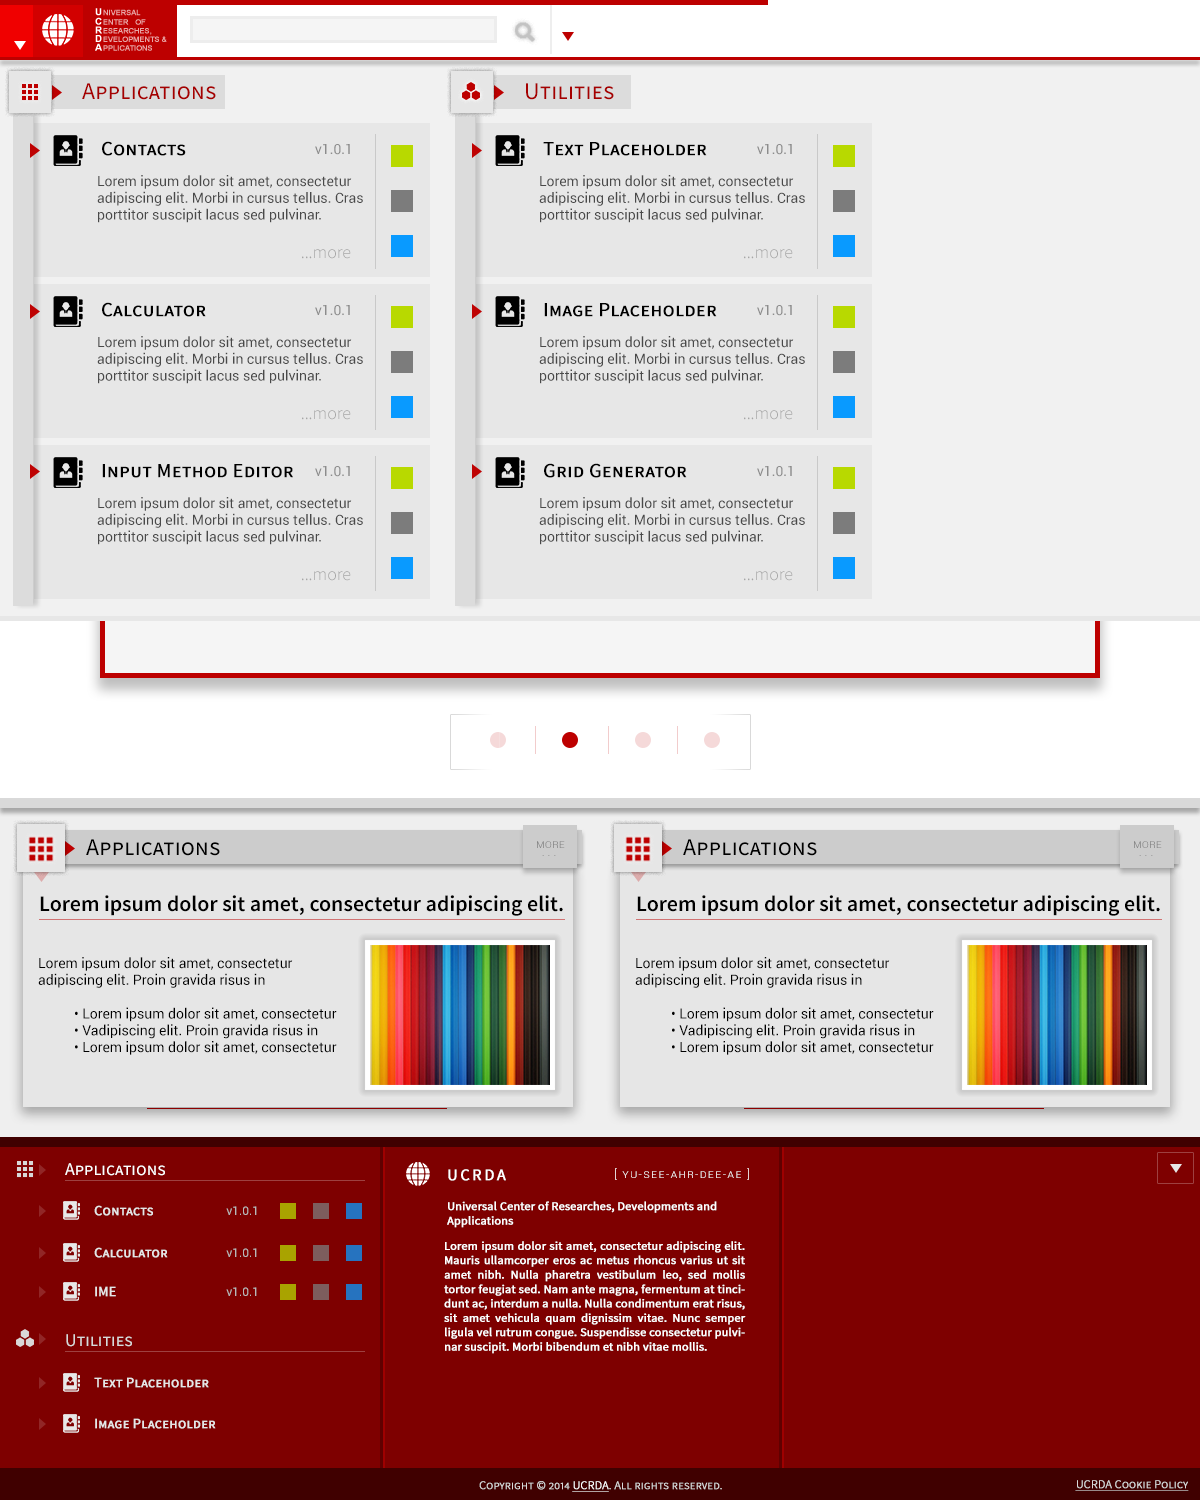 UNIVERSAL
CENTER OF
RESEARCHES,
DEVELOPMENTS &
APPLICATIONS
APPLICATIONS
CONTACTS v1.0.1
Lorem ipsum dolor sit amet, consectetur
adipiscing elit. Morbi in cursus tellus. Cras
porttitor suscipit lacus sed pulvinar.
...more
CALCULATOR v1.0.1
Lorem ipsum dolor sit amet, consectetur
adipiscing elit. Morbi in cursus tellus. Cras
porttitor suscipit lacus sed pulvinar.
...more
INPUT METHOD EDITOR v1.0.1
Lorem ipsum dolor sit amet, consectetur
adipiscing elit. Morbi in cursus tellus. Cras
porttitor suscipit lacus sed pulvinar.
...more
UTILITIES
TEXT PLACEHOLDER v1.0.1
Lorem ipsum dolor sit amet, consectetur
adipiscing elit. Morbi in cursus tellus. Cras
porttitor suscipit lacus sed pulvinar.
...more
IMAGE PLACEHOLDER v1.0.1
Lorem ipsum dolor sit amet, consectetur
adipiscing elit. Morbi in cursus tellus. Cras
porttitor suscipit lacus sed pulvinar.
...more
GRID GENERATOR v1.0.1
Lorem ipsum dolor sit amet, consectetur
adipiscing elit. Morbi in cursus tellus. Cras
porttitor suscipit lacus sed pulvinar.
...more
APPLICATIONS
MORE
...
Lorem ipsum dolor sit amet, consectetur adipiscing elit.
Lorem ipsum dolor sit amet, consectetur
adipiscing elit. Proin gravida risus in
• Lorem ipsum dolor sit amet, consectetur
• Vadipiscing elit. Proin gravida risus in
• Lorem ipsum dolor sit amet, consectetur
APPLICATIONS
MORE
...
Lorem ipsum dolor sit amet, consectetur adipiscing elit.
Lorem ipsum dolor sit amet, consectetur
adipiscing elit. Proin gravida risus in
• Lorem ipsum dolor sit amet, consectetur
• Vadipiscing elit. Proin gravida risus in
• Lorem ipsum dolor sit amet, consectetur
APPLICATIONS
CONTACTS v1.0.1
CALCULATOR v1.0.1
IME v1.0.1
UTILITIES
TEXT PLACEHOLDER
IMAGE PLACEHOLDER
UCRDA [ YU-SEE-AHR-DEE-AE ]
Universal Center of Researches, Developments and
Applications
Lorem ipsum dolor sit amet, consectetur adipiscing elit.
Mauris ullamcorper eros ac metus rhoncus varius ut sit
amet nibh. Nulla pharetra vestibulum leo, sed mollis
tortor feugiat sed. Nam ante magna, fermentum at tinci-
dunt ac, interdum a nulla. Nulla condimentum erat risus,
sit amet vehicula quam dignissim vitae. Nunc semper
ligula vel rutrum congue. Suspendisse consectetur pulvi-
nar suscipit. Morbi bibendum et nibh vitae mollis.
COPYRIGHT © 2014 UCRDA. ALL RIGHTS RESERVED.
UCRDA COOKIE POLICY